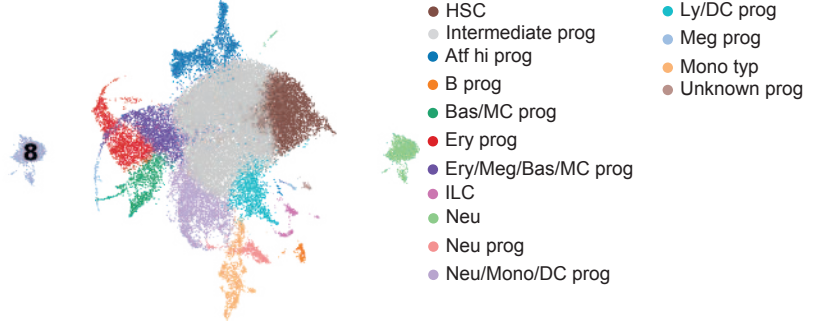 8
HSC
Intermediate prog
Atf hi prog
B prog
Bas/MC prog
Ery prog
Ery/Meg/Bas/MC prog
ILC
Neu
Neu prog
Neu/Mono/DC prog
Ly/DC prog
Meg prog
Mono typ
Unknown prog